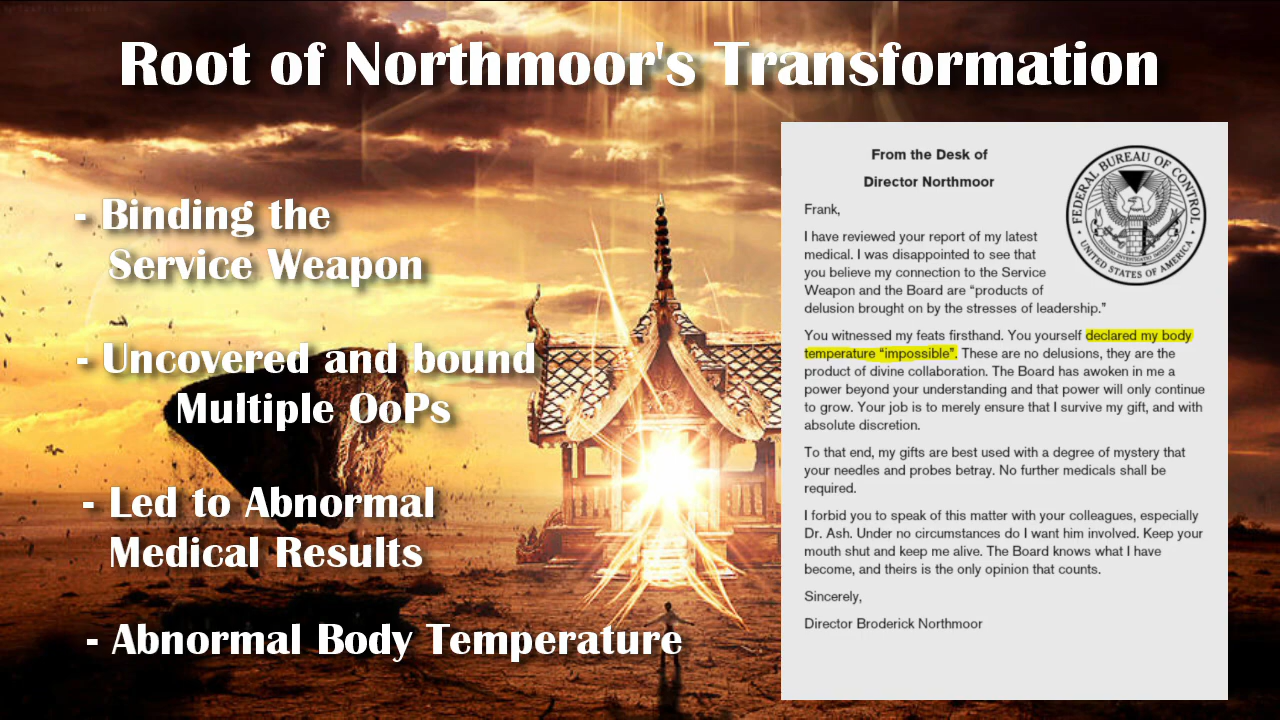 Root of Northmoor's Transformation
- Binding the
Service Weapon
- Uncovered and bound
Multiple OoPs
- Led to Abnormal
Medical Results
- Abnormal Body Temperature
From the Desk of
Director Northmoor
FEDERAL BUREAU OF CONTROL
UNITED STATES OF AMERICA
Frank,
I have reviewed your report of my latest
medical. I was disappointed to see that
you believe my connection to the Service
Weapon and the Board are “products of
delusion brought on by the stresses of leadership.”
You witnessed my feats firsthand. You yourself declared my body
temperature “impossible”. These are no delusions, they are the
product of divine collaboration. The Board has awoken in me a
power beyond your understanding and that power will only continue
to grow. Your job is to merely ensure that I survive my gift, and with
absolute discretion.
To that end, my gifts are best used with a degree of mystery that
your needles and probes betray. No further medicals shall be
required.
I forbid you to speak of this matter with your colleagues, especially
Dr. Ash. Under no circumstances do I want him involved. Keep your
mouth shut and keep me alive. The Board knows what I have
become, and theirs is the only opinion that counts.
Sincerely,
Director Broderick Northmoor